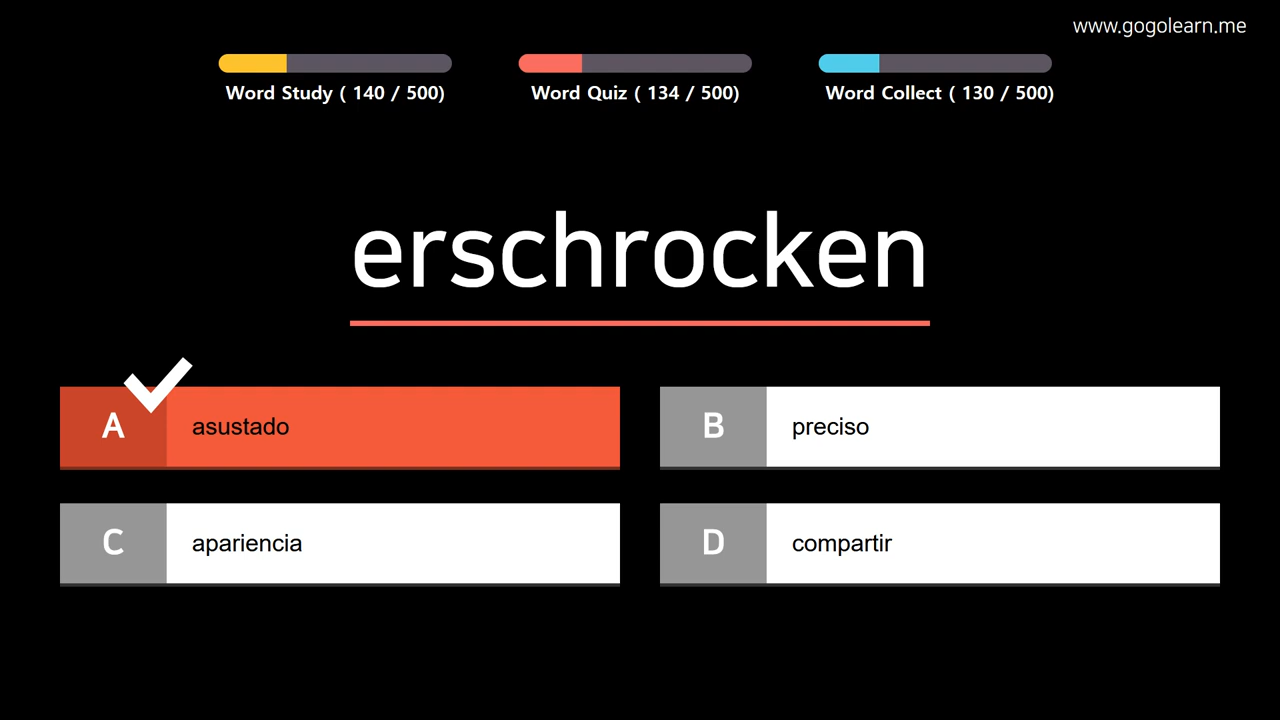 www.gogolearn.me
Word Study ( 140 / 500)
Word Quiz ( 134 / 500)
Word Collect ( 130 / 500)
erschrocken
A asustado
B preciso
C apariencia
D compartir